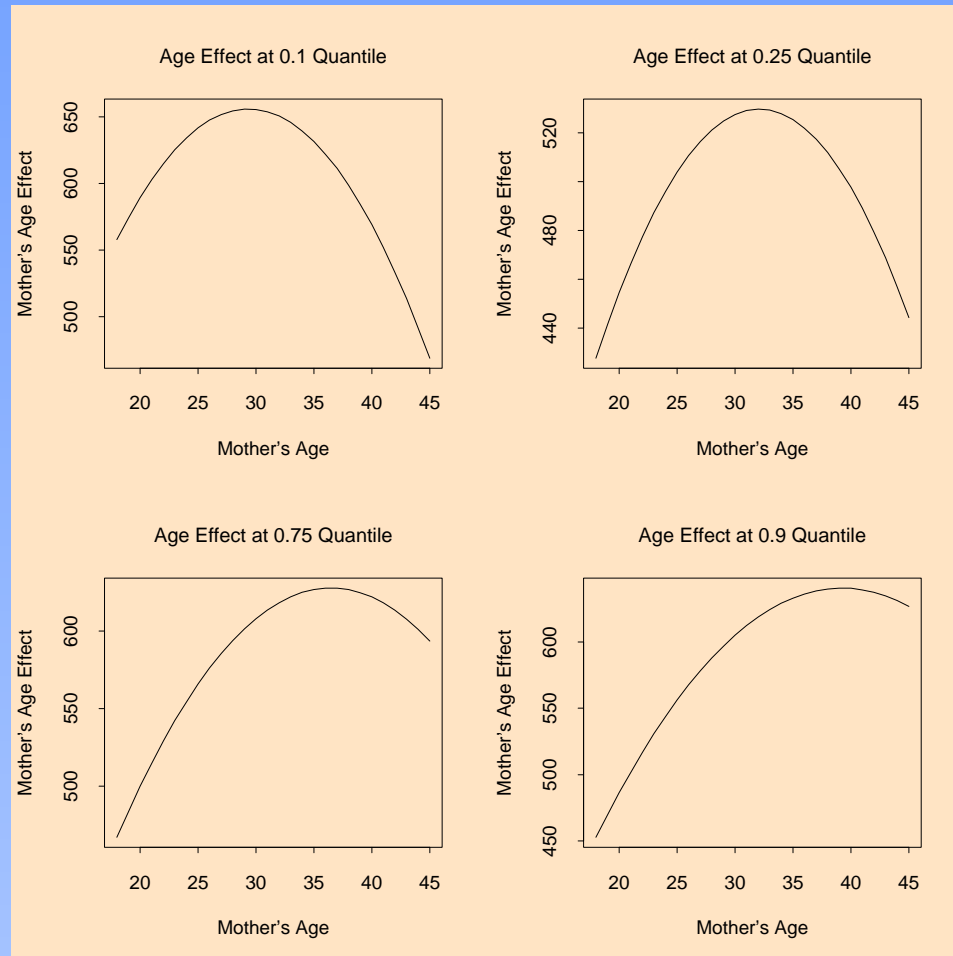 Age Effect at 0.1 Quantile
Mother's Age Effect
650
600
550
500
20 25 30 35 40 45
Mother's Age
Age Effect at 0.25 Quantile
Mother's Age Effect
520
480
440
20 25 30 35 40 45
Mother's Age
Age Effect at 0.75 Quantile
Mother's Age Effect
600
550
500
20 25 30 35 40 45
Mother's Age
Age Effect at 0.9 Quantile
Mother's Age Effect
600
550
500
450
20 25 30 35 40 45
Mother's Age